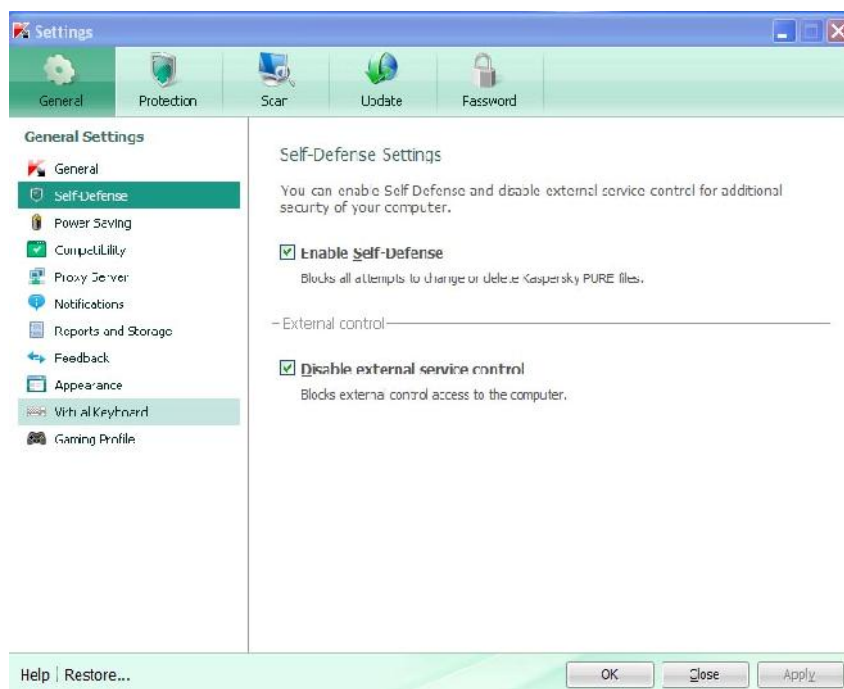 Settings
General
Protection
Scan
Update
Password
General Settings
General
Self-Defense
Power Saving
Compatibility
Proxy Server
Notifications
Reports and Storage
Feedback
Appearance
Virtual Keyboard
Gaming Profile
Self-Defense Settings
You can enable Self-Defense and disable external service control for additional
security of your computer.
Enable Self-Defense
Blocks all attempts to change or delete Kaspersky PURE files.
External control
Disable external service control
Blocks external control access to the computer.
Help | Restore...
OK
Close
Apply